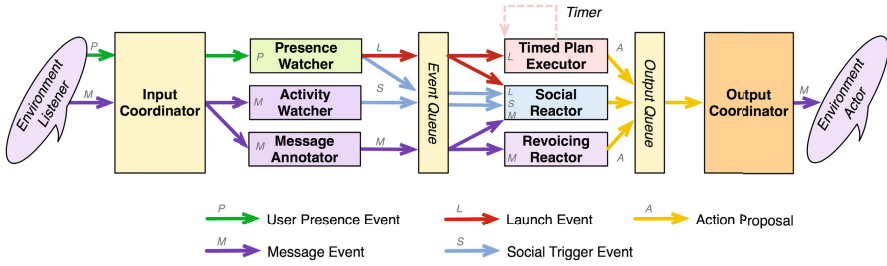 Timer
P
Environment
Listener
M
Input
Coordinator
P
Presence
Watcher
L
S
M
Activity
Watcher
M
Message
Annotator
M
Event Queue
L
Timed Plan
Executor
A
L
S
M
Social
Reactor
M
Revoicing
Reactor
A
Output Queue
Output
Coordinator
M
Environment
Actor
P
User Presence Event
L
Launch Event
A
Action Proposal
M
Message Event
S
Social Trigger Event